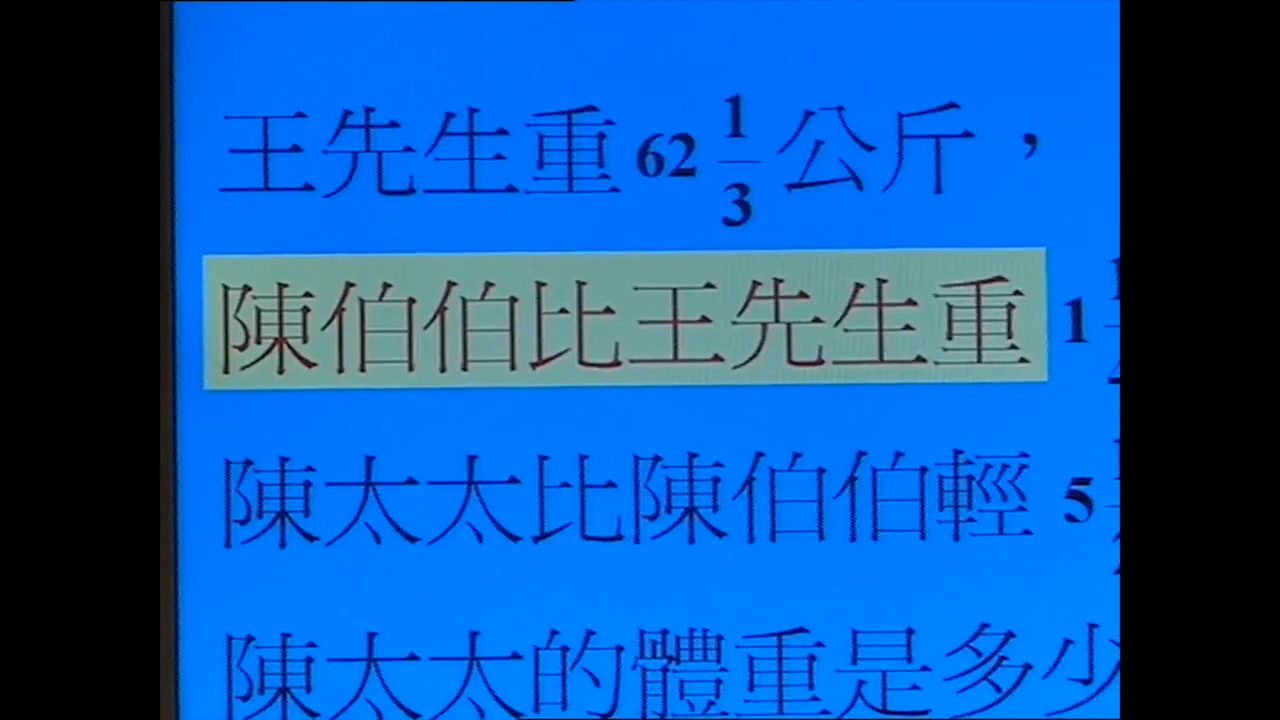 王先生重 62 1/3 公斤，
陳伯伯比王先生重 1
陳太太比陳伯伯輕 5
陳太太的體重是多少